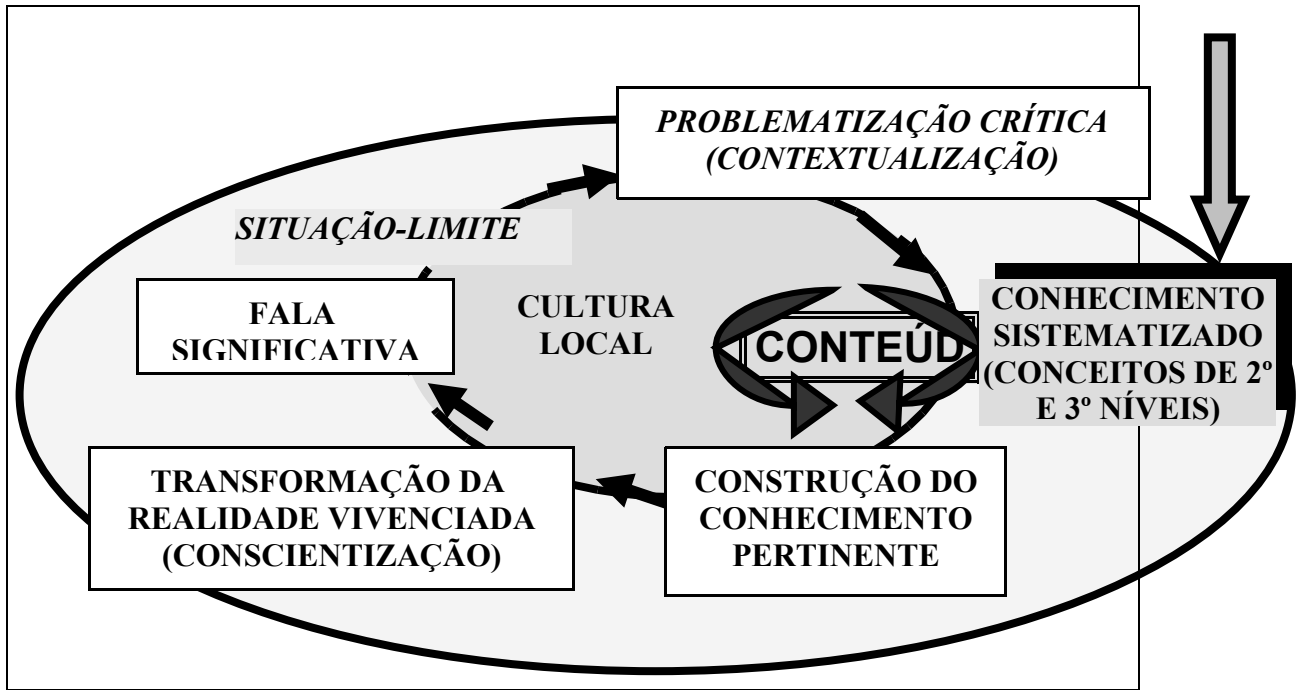 PROBLEMATIZAÇÃO CRÍTICA
(CONTEXTUALIZAÇÃO)
SITUAÇÃO-LIMITE
FALA
SIGNIFICATIVA
CULTURA
LOCAL
CONTEÚD
CONHECIMENTO
SISTEMATIZADO
(CONCEITOS DE 2º
E 3º NÍVEIS)
TRANSFORMAÇÃO DA
REALIDADE VIVENCIADA
(CONSCIENTIZAÇÃO)
CONSTRUÇÃO DO
CONHECIMENTO
PERTINENTE